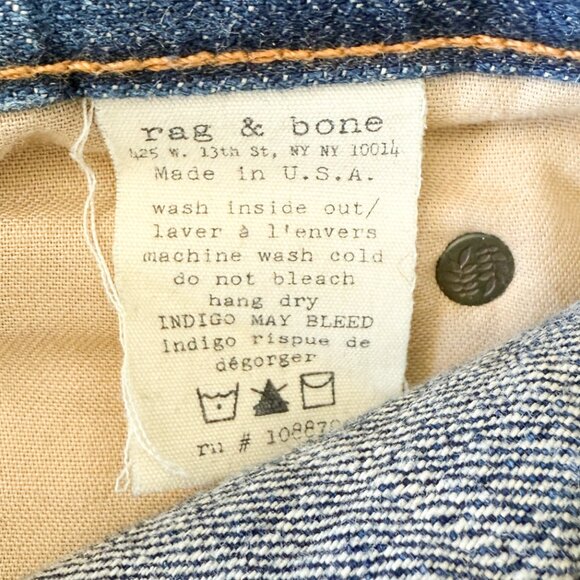 rag & bone
425 W. 13th St, NY NY 10014
Made in U.S.A.
wash inside out/
laver à l'envers
machine wash cold
do not bleach
hang dry
INDIGO MAY BLEED
Indigo rispue de
dégorger
rn #